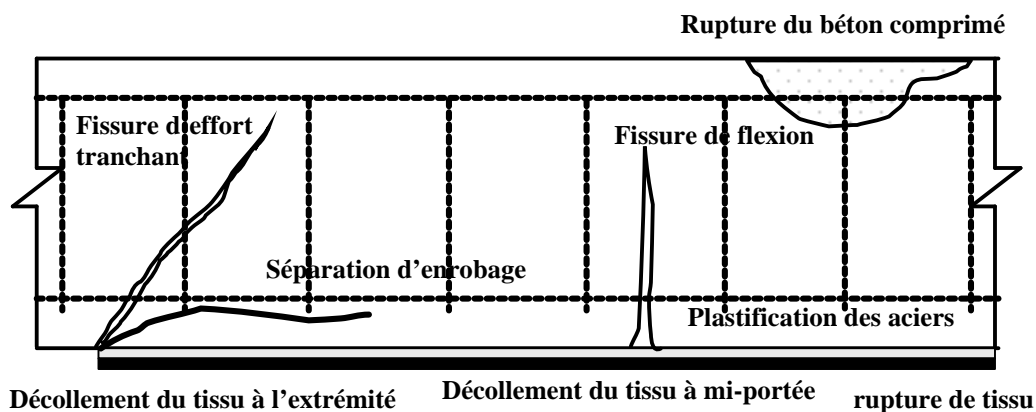 Rupture du béton comprimé
Fissure d'effort
tranchant
Fissure de flexion
Séparation d'enrobage
Plastification des aciers
Décollement du tissu à l'extrémité
Décollement du tissu à mi-portée
rupture de tissu